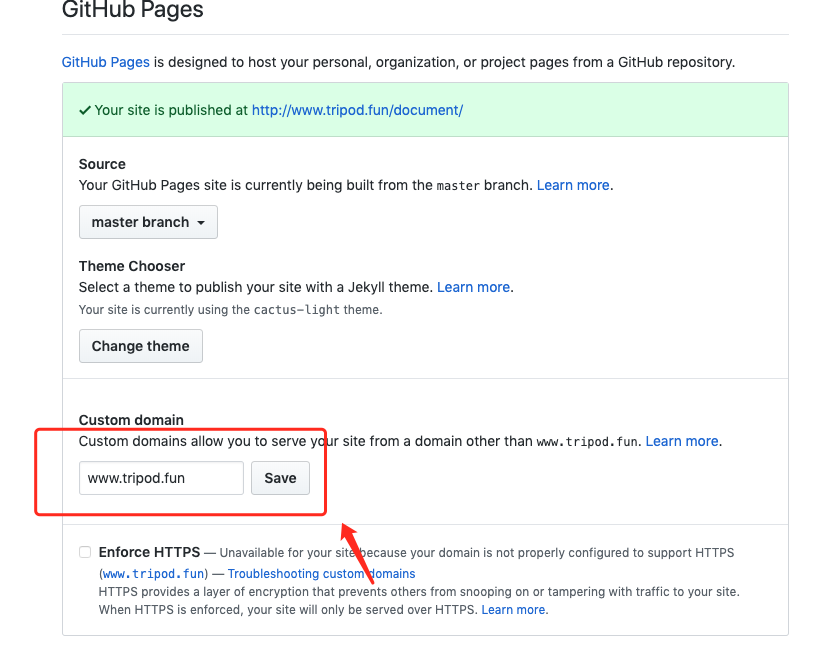 GitHub Pages
GitHub Pages is designed to host your personal, organization, or project pages from a GitHub repository.
✓ Your site is published at http://www.tripod.fun/document/
Source
Your GitHub Pages site is currently being built from the master branch. Learn more.
master branch
Theme Chooser
Select a theme to publish your site with a Jekyll theme. Learn more.
Your site is currently using the cactus-light theme.
Change theme
Custom domain
Custom domains allow you to serve your site from a domain other than www.tripod.fun. Learn more.
www.tripod.fun Save
Enforce HTTPS — Unavailable for your site because your domain is not properly configured to support HTTPS
(www.tripod.fun) — Troubleshooting custom domains
HTTPS provides a layer of encryption that prevents others from snooping on or tampering with traffic to your site.
When HTTPS is enforced, your site will only be served over HTTPS. Learn more.